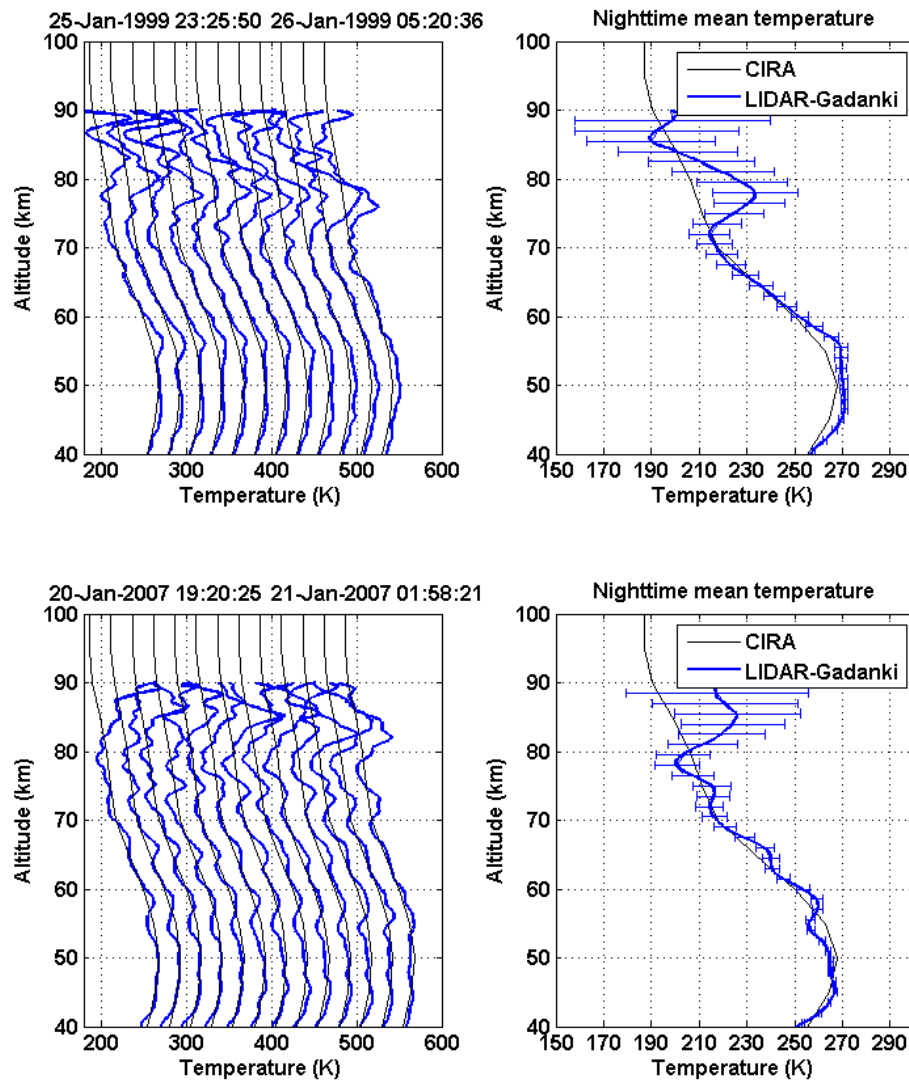 25-Jan-1999 23:25:50 26-Jan-1999 05:20:36
100
90
80
70
60
50
40
Altitude (km)
200 300 400 500 600
Temperature (K)
Nighttime mean temperature
CIRA
LIDAR-Gadanki
100
90
80
70
60
50
40
Altitude (km)
150 170 190 210 230 250 270 290
Temperature (K)
20-Jan-2007 19:20:25 21-Jan-2007 01:58:21
100
90
80
70
60
50
40
Altitude (km)
200 300 400 500 600
Temperature (K)
Nighttime mean temperature
CIRA
LIDAR-Gadanki
100
90
80
70
60
50
40
Altitude (km)
150 170 190 210 230 250 270 290
Temperature (K)